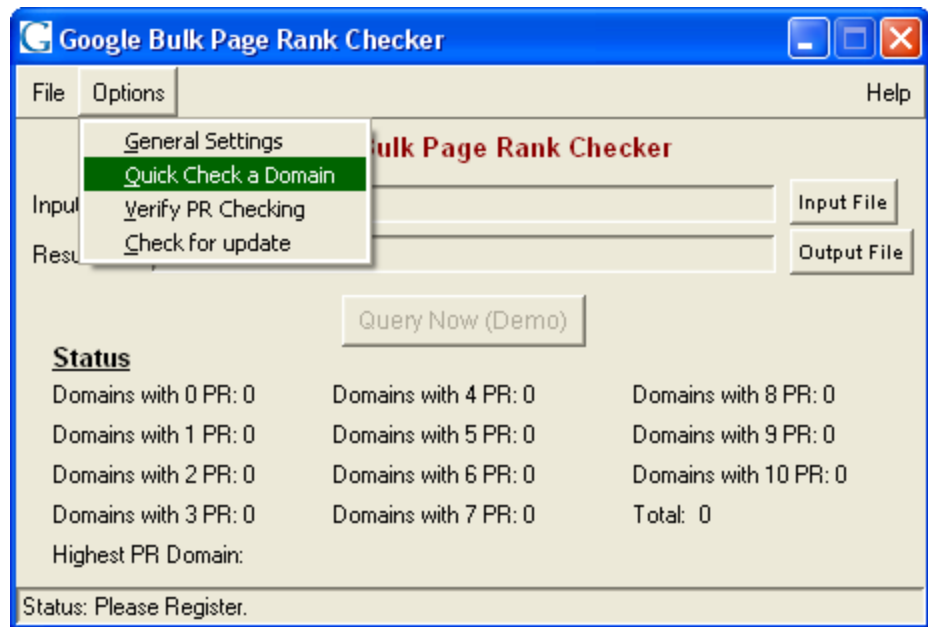 Google Bulk Page Rank Checker
File Options Help
General Settings
Quick Check a Domain
Verify PR Checking
Check for update
ulk Page Rank Checker
Input File
Output File
Query Now (Demo)
Status
Domains with 0 PR: 0 Domains with 4 PR: 0 Domains with 8 PR: 0
Domains with 1 PR: 0 Domains with 5 PR: 0 Domains with 9 PR: 0
Domains with 2 PR: 0 Domains with 6 PR: 0 Domains with 10 PR: 0
Domains with 3 PR: 0 Domains with 7 PR: 0 Total: 0
Highest PR Domain:
Status: Please Register.